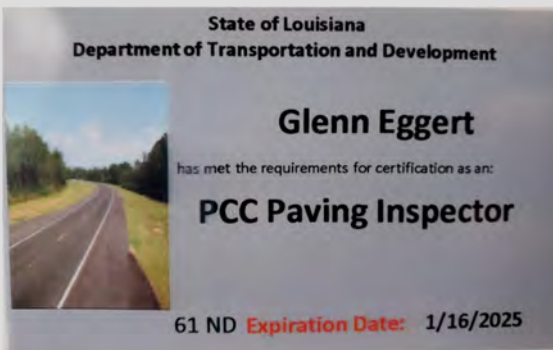 State of Louisiana
Department of Transportation and Development
Glenn Eggert
has met the requirements for certification as an:
PCC Paving Inspector
61 ND Expiration Date: 1/16/2025